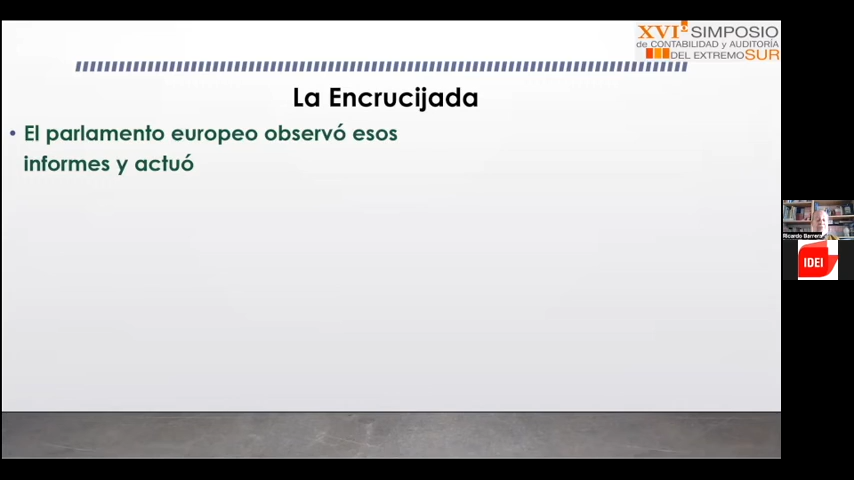 XVI SIMPOSIO
de CONTABILIDAD y AUDITORÍA
DEL EXTREMO SUR
La Encrucijada
• El parlamento europeo observó esos
informes y actuó
Ricardo Barrera
IDEI